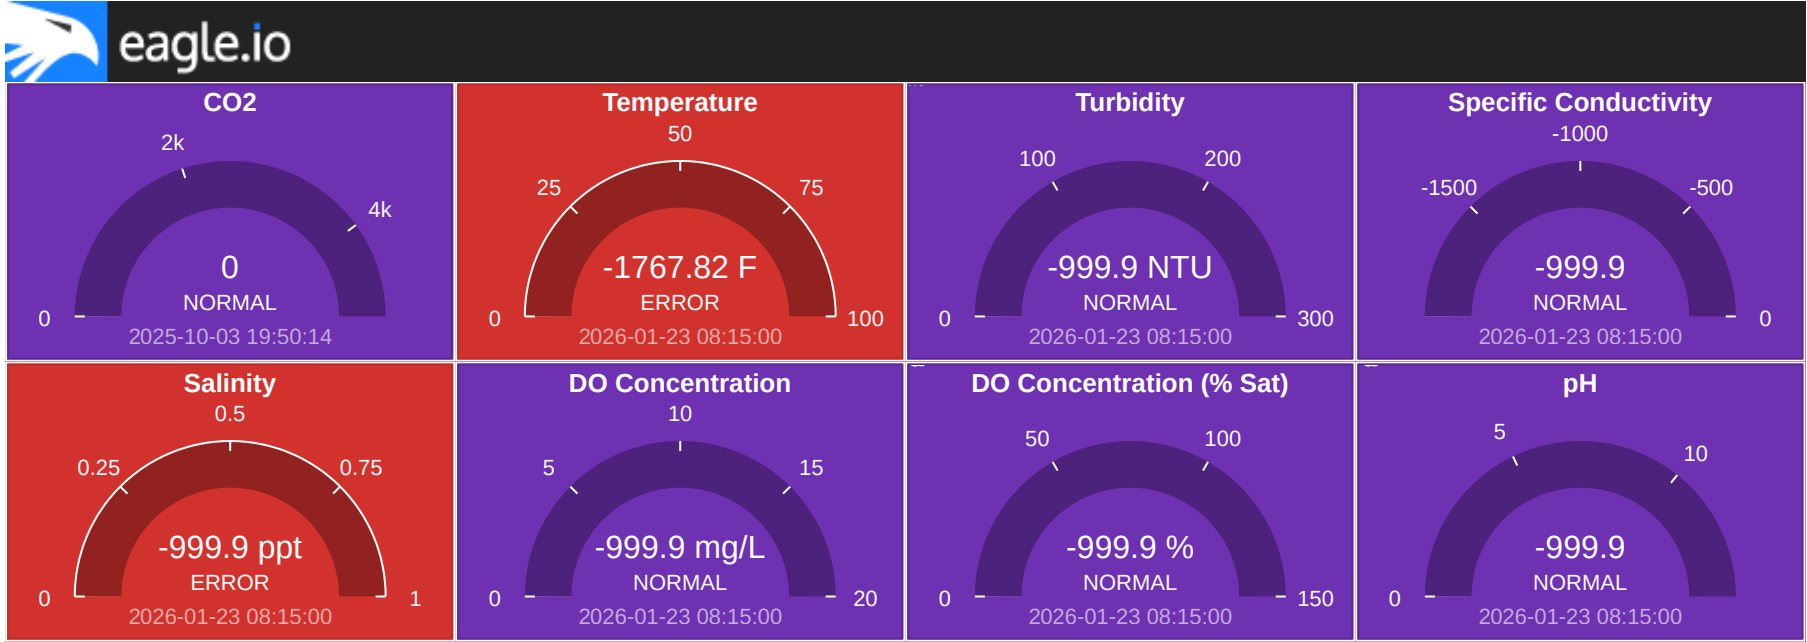 eagle.io
CO2
2k
4k
0
0
NORMAL
2025-10-03 19:50:14
Temperature
50
25
75
-1767.82 F
ERROR
0
100
2026-01-23 08:15:00
Turbidity
100
200
-999.9 NTU
NORMAL
0
300
2026-01-23 08:15:00
Specific Conductivity
-1000
-1500
-500
-999.9
NORMAL
0
2026-01-23 08:15:00
Salinity
0.5
0.25
0.75
-999.9 ppt
ERROR
0
1
2026-01-23 08:15:00
DO Concentration
10
5
15
-999.9 mg/L
NORMAL
0
20
2026-01-23 08:15:00
DO Concentration (% Sat)
50
100
-999.9 %
NORMAL
0
150
2026-01-23 08:15:00
pH
5
10
-999.9
NORMAL
0
2026-01-23 08:15:00